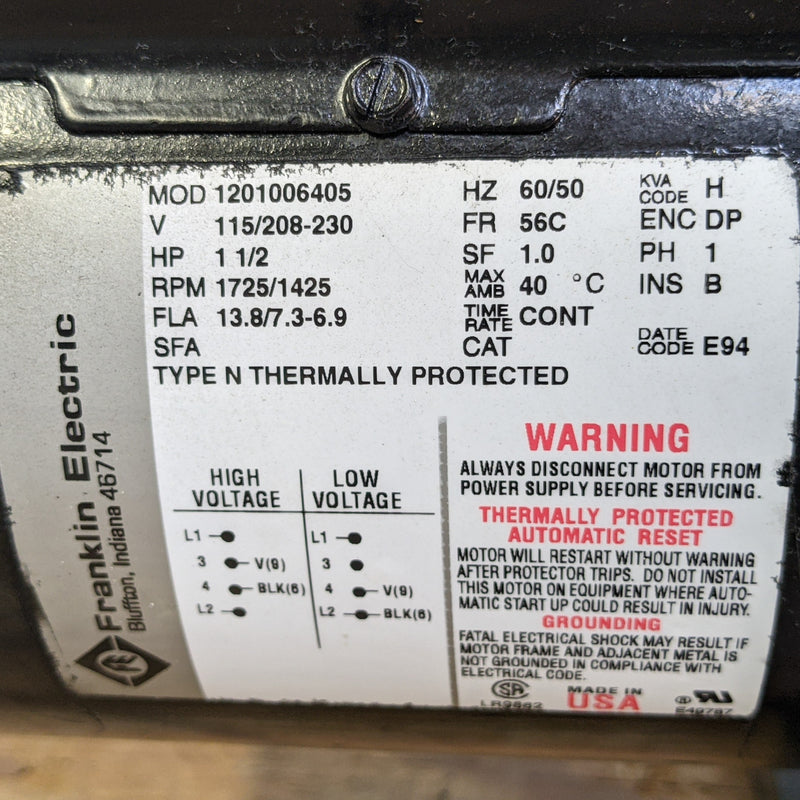 MOD 1201006405 HZ 60/50 KVA CODE H
V 115/208-230 FR 56C ENC DP
HP 1 1/2 SF 1.0 PH 1
RPM 1725/1425 MAX AMB 40 °C INS B
FLA 13.8/7.3-6.9 TIME RATE CONT
SFA CAT DATE CODE E94
TYPE N THERMALLY PROTECTED
Franklin Electric
Bluffton, Indiana 46714
HIGH VOLTAGE
L1
3 V(9)
4 BLK(6)
L2
LOW VOLTAGE
L1
3
4 V(9)
L2 BLK(6)
WARNING
ALWAYS DISCONNECT MOTOR FROM
POWER SUPPLY BEFORE SERVICING.
THERMALLY PROTECTED
AUTOMATIC RESET
MOTOR WILL RESTART WITHOUT WARNING
AFTER PROTECTOR TRIPS. DO NOT INSTALL
THIS MOTOR ON EQUIPMENT WHERE AUTO-
MATIC START UP COULD RESULT IN INJURY.
GROUNDING
FATAL ELECTRICAL SHOCK MAY RESULT IF
MOTOR FRAME AND ADJACENT METAL IS
NOT GROUNDED IN COMPLIANCE WITH
ELECTRICAL CODE.
MADE IN
USA